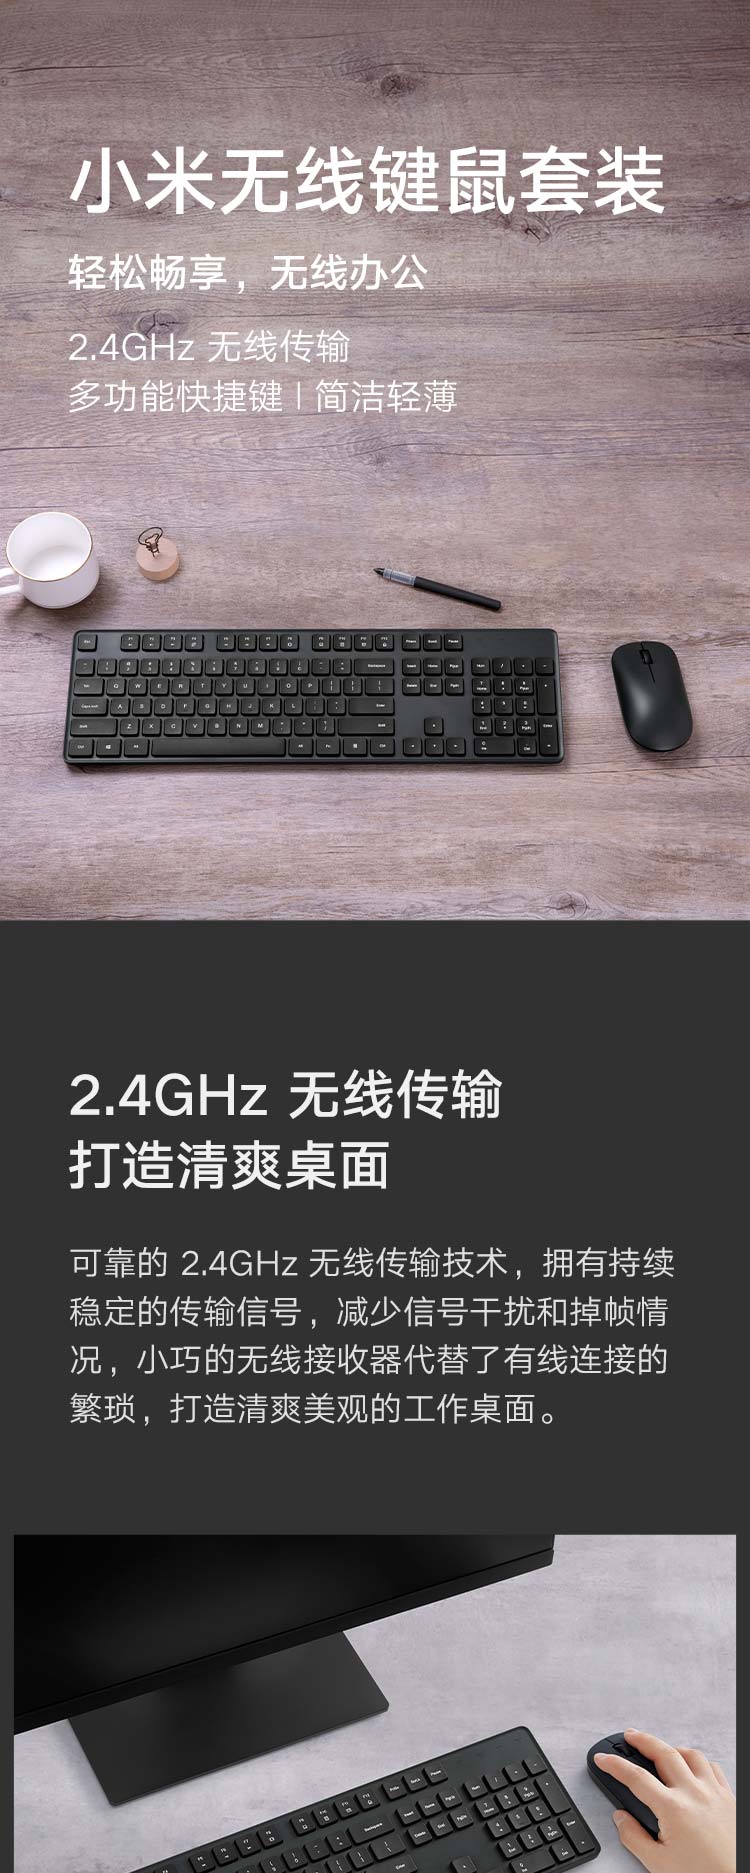 小米无线键鼠套装
轻松畅享，无线办公
2.4GHz 无线传输
多功能快捷键 | 简洁轻薄
2.4GHz 无线传输
打造清爽桌面
可靠的 2.4GHz 无线传输技术，拥有持续
稳定的传输信号，减少信号干扰和掉帧情
况，小巧的无线接收器代替了有线连接的
繁琐，打造清爽美观的工作桌面。